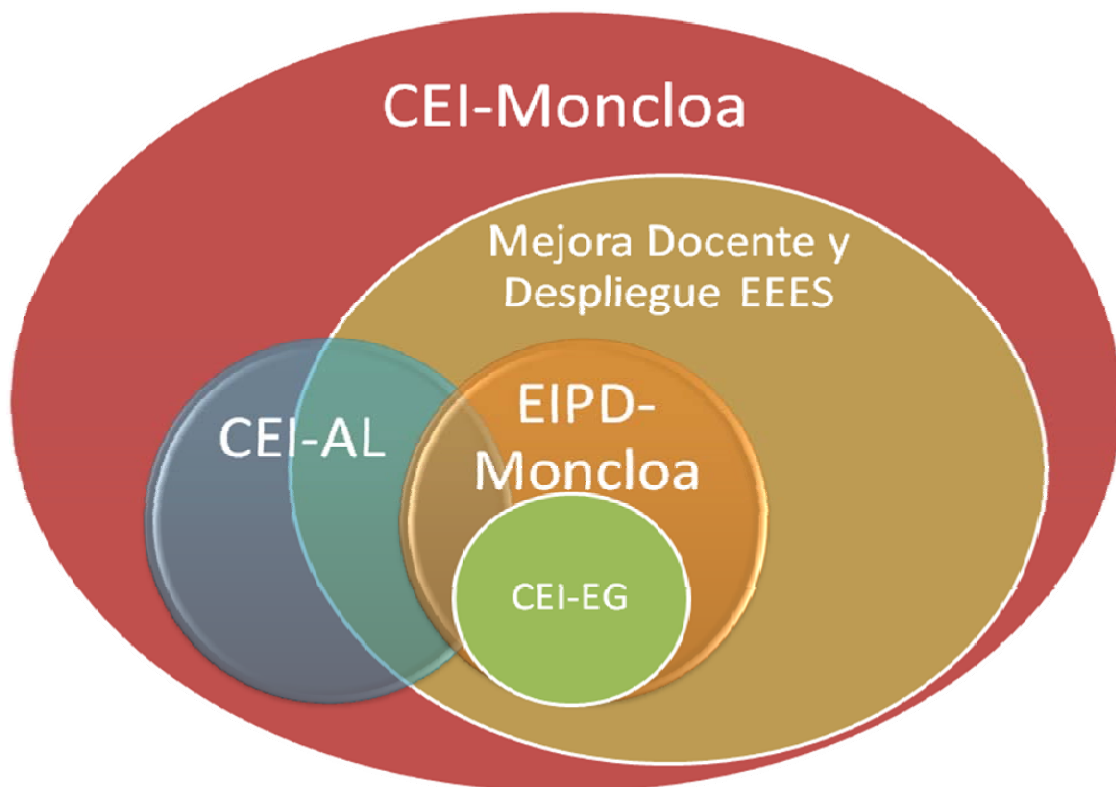 CEI-Moncloa
Mejora Docente y
Despliegue EEES
EIPD-
Moncloa
CEI-AL
CEI-EG